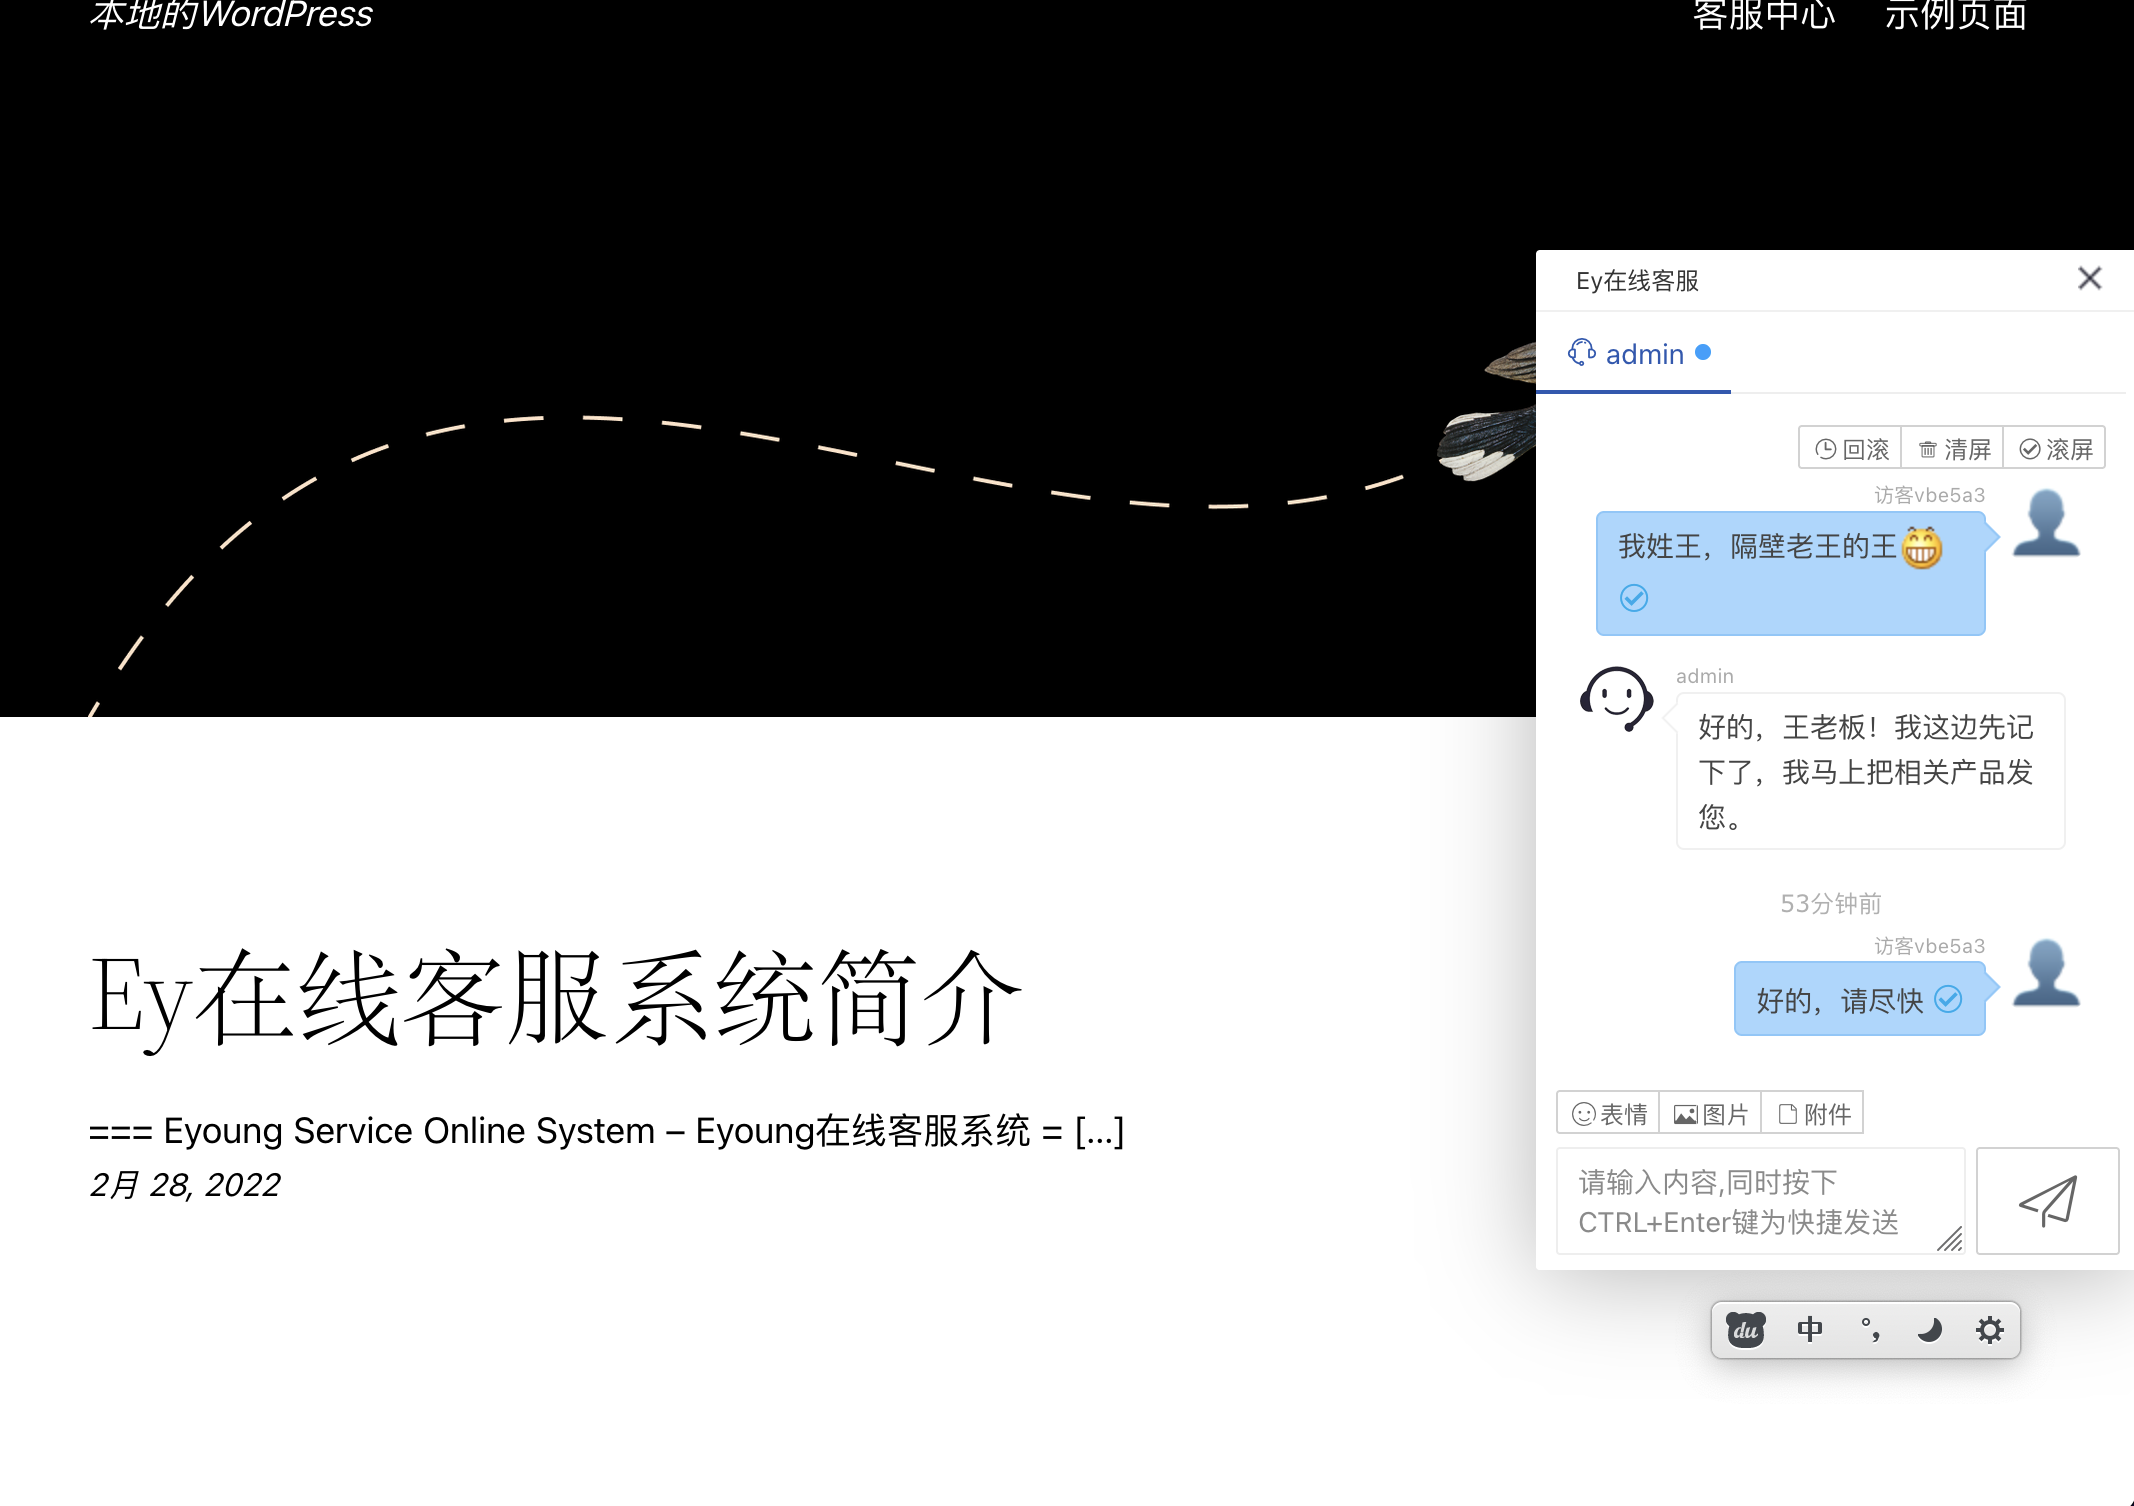 本地的WordPress
客服中心 示例页面
Ey在线客服
admin
回滚 清屏 滚屏
访客vbe5a3
我姓王，隔壁老王的王
admin
好的，王老板！我这边先记
下了，我马上把相关产品发
您。
53分钟前
访客vbe5a3
好的，请尽快
表情 图片 附件
请输入内容,同时按下
CTRL+Enter键为快捷发送
du 中 °,
Ey在线客服系统简介
=== Eyoung Service Online System – Eyoung在线客服系统 = [...]
2月 28, 2022